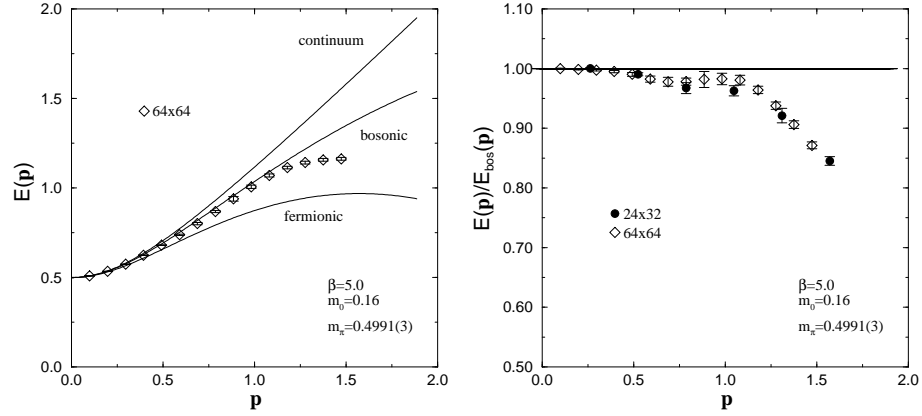 2.0
1.5
1.0
0.5
0.0
0.0
0.5
1.0
1.5
2.0
E(p)
p
continuum
64x64
bosonic
fermionic
β=5.0
m₀=0.16
mπ=0.4991(3)
1.10
1.00
0.90
0.80
0.70
0.60
0.50
0.0
0.5
1.0
1.5
2.0
E(p)/E_bos(p)
p
24x32
64x64
β=5.0
m₀=0.16
mπ=0.4991(3)